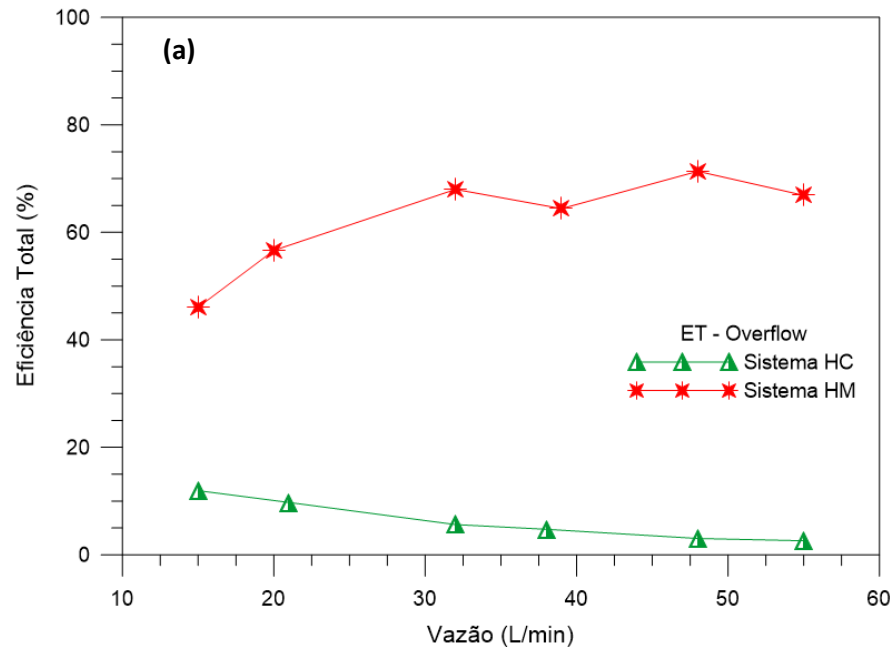 (a)
100
80
60
40
20
0
Eficiência Total (%)
ET - Overflow
Sistema HC
Sistema HM
10 20 30 40 50 60
Vazão (L/min)